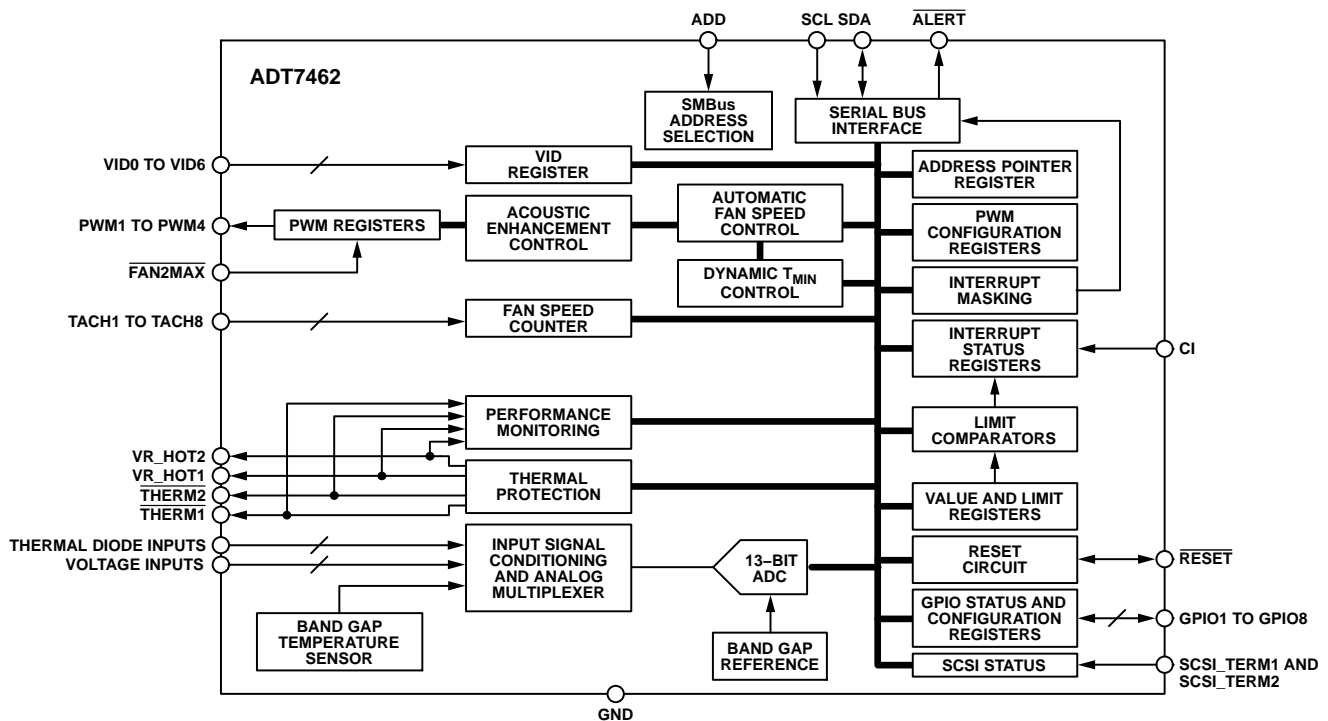 ADD
SCL SDA
ALERT
ADT7462
SMBus
ADDRESS
SELECTION
SERIAL BUS
INTERFACE
VID0 TO VID6
VID
REGISTER
ADDRESS POINTER
REGISTER
PWM1 TO PWM4
PWM REGISTERS
ACOUSTIC
ENHANCEMENT
CONTROL
AUTOMATIC
FAN SPEED
CONTROL
PWM
CONFIGURATION
REGISTERS
FAN2MAX
DYNAMIC TMIN
CONTROL
INTERRUPT
MASKING
TACH1 TO TACH8
FAN SPEED
COUNTER
INTERRUPT
STATUS
REGISTERS
CI
PERFORMANCE
MONITORING
LIMIT
COMPARATORS
VR_HOT2
VR_HOT1
THERM2
THERM1
THERMAL
PROTECTION
VALUE AND LIMIT
REGISTERS
THERMAL DIODE INPUTS
VOLTAGE INPUTS
INPUT SIGNAL
CONDITIONING
AND ANALOG
MULTIPLEXER
13–BIT
ADC
RESET
CIRCUIT
RESET
BAND GAP
TEMPERATURE
SENSOR
BAND GAP
REFERENCE
GPIO STATUS AND
CONFIGURATION
REGISTERS
GPIO1 TO GPIO8
SCSI STATUS
SCSI_TERM1 AND
SCSI_TERM2
GND